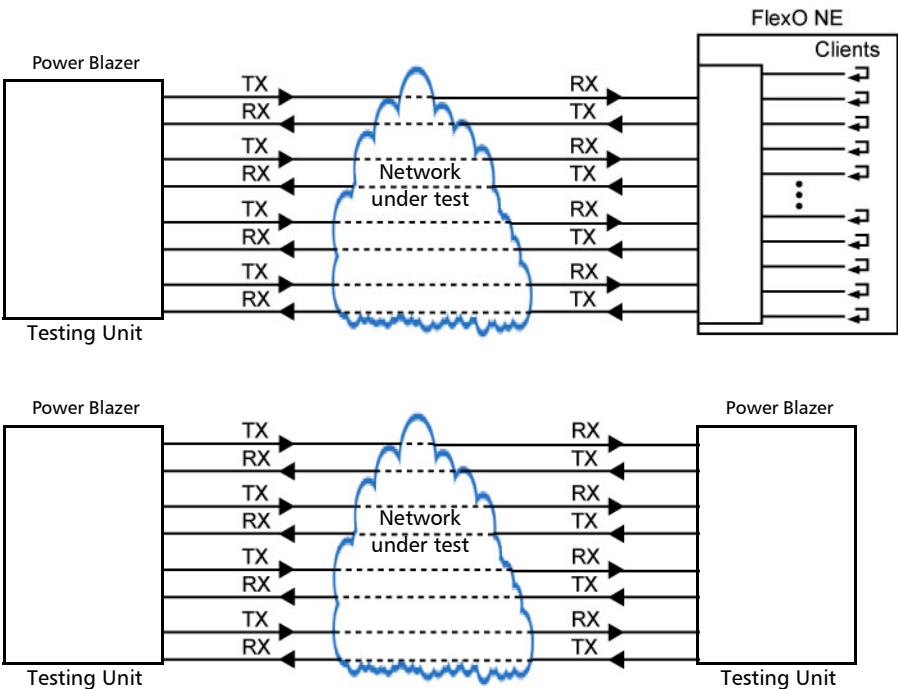 FlexO NE
Power Blazer
Clients
TX
RX
RX
TX
TX
RX
RX
TX
Network
under test
TX
RX
RX
TX
TX
RX
RX
TX
Testing Unit
Power Blazer
Power Blazer
TX
RX
RX
TX
TX
RX
RX
TX
Network
under test
TX
RX
RX
TX
TX
RX
RX
TX
Testing Unit
Testing Unit